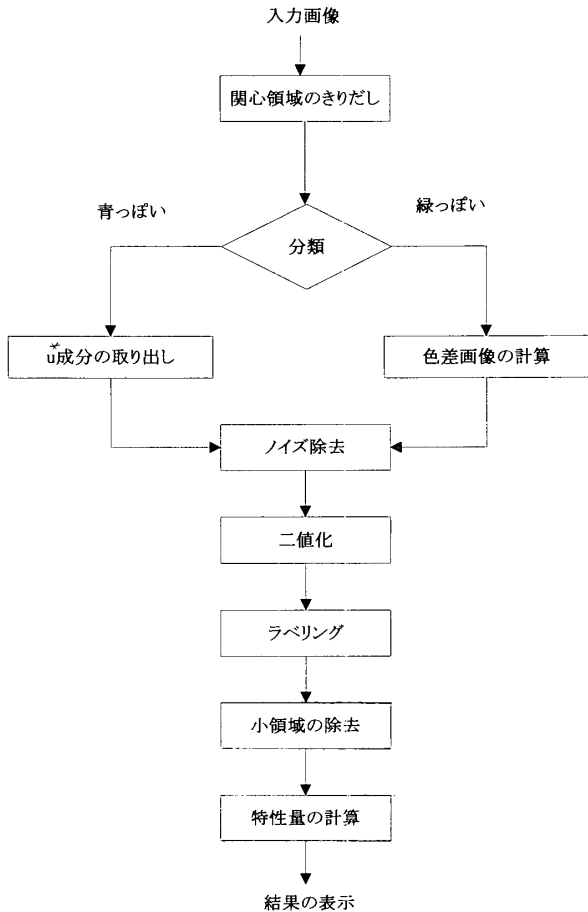 入力画像
関心領域のきりだし
青っぽい
緑っぽい
分類
u*成分の取り出し
色差画像の計算
ノイズ除去
二値化
ラベリング
小領域の除去
特性量の計算
結果の表示